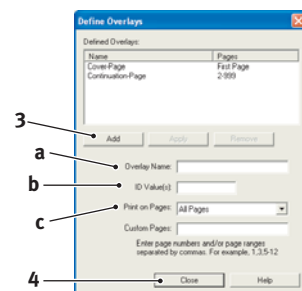 Define Overlays
Defined Overlays:
Name Pages
Cover-Page First Page
Continuation-Page 2-999
3
Add Apply Remove
a Overlay Name:
b ID Value(s):
c Print on Pages: All Pages
Custom Pages:
Enter page numbers and/or page ranges
separated by commas. For example, 1,3,5-12
4 Close Help